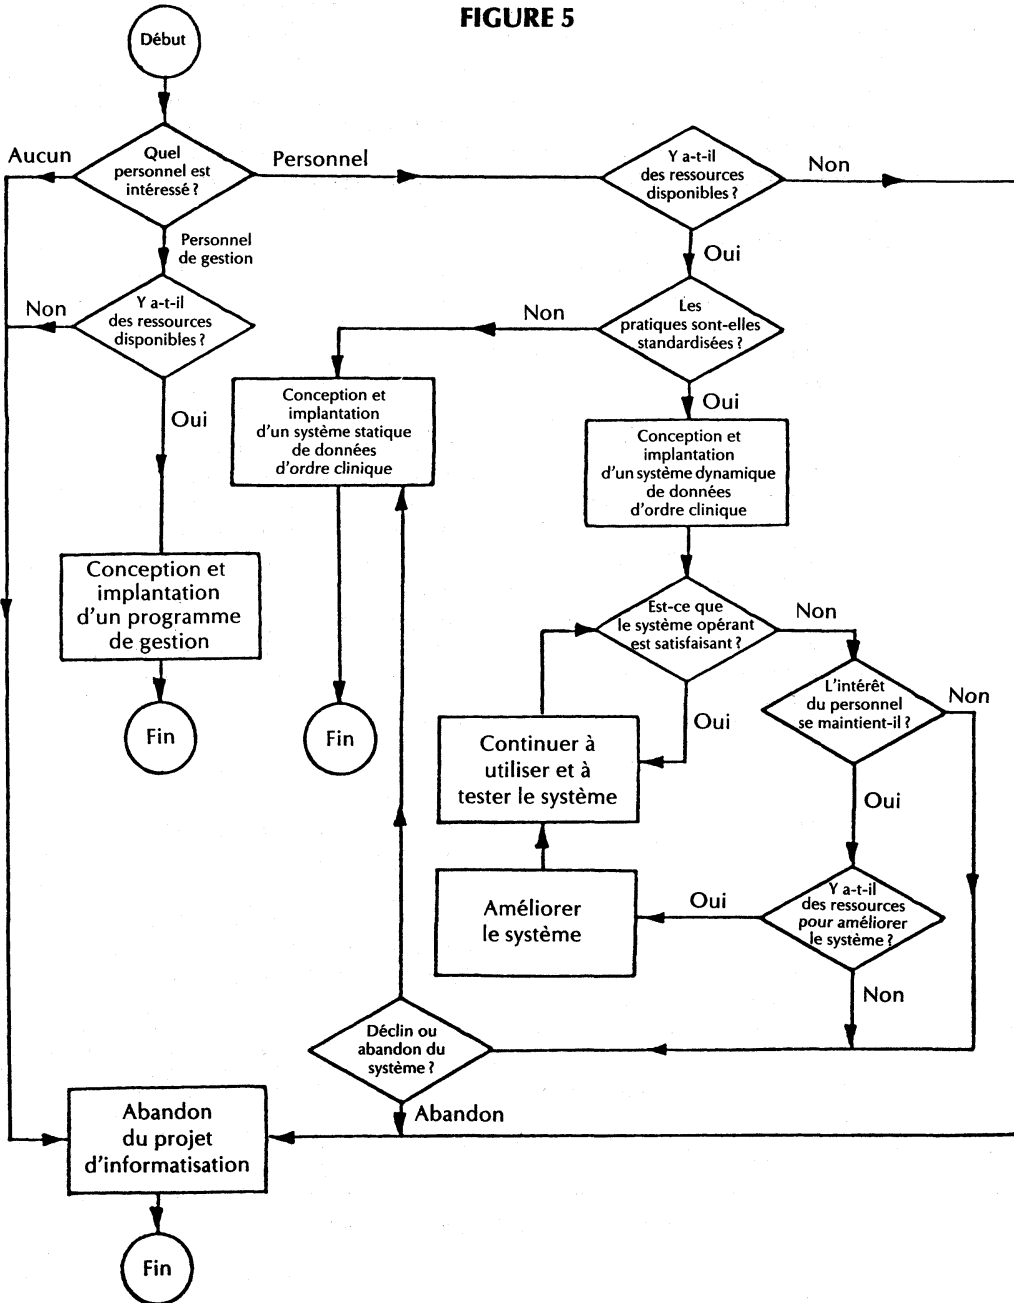 FIGURE 5
Début
Aucun
Quel
personnel est
intéressé ?
Personnel
Y a-t-il
des ressources
disponibles ?
Non
Personnel
de gestion
Oui
Non
Y a-t-il
des ressources
disponibles ?
Non
Les
pratiques sont-elles
standardisées ?
Oui
Conception et
implantation
d'un système statique
de données
d'ordre clinique
Oui
Conception et
implantation
d'un système dynamique
de données
d'ordre clinique
Conception et
implantation
d'un programme
de gestion
Est-ce que
le système opérant
est satisfaisant ?
Non
Fin
Fin
Oui
L'intérêt
du personnel
se maintient-il ?
Non
Continuer à
utiliser et à
tester le système
Oui
Améliorer
le système
Oui
Y a-t-il
des ressources
pour améliorer
le système ?
Non
Déclin ou
abandon du
système ?
Abandon
Abandon
du projet
d'informatisation
Fin